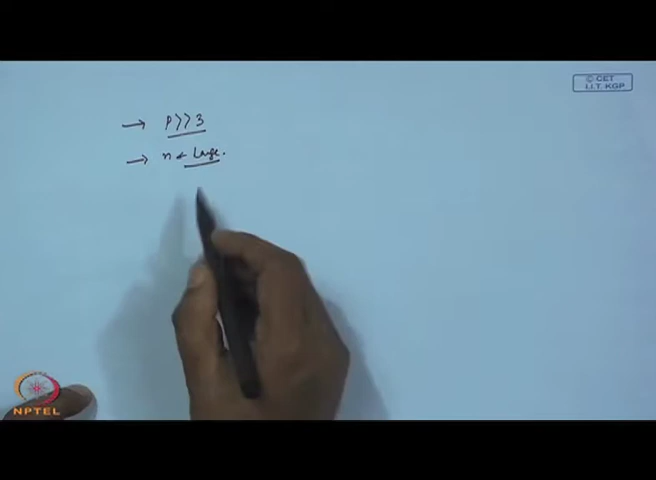 © CET
I.I.T. KGP
→ p>>3
→ n ← Large.
NPTEL